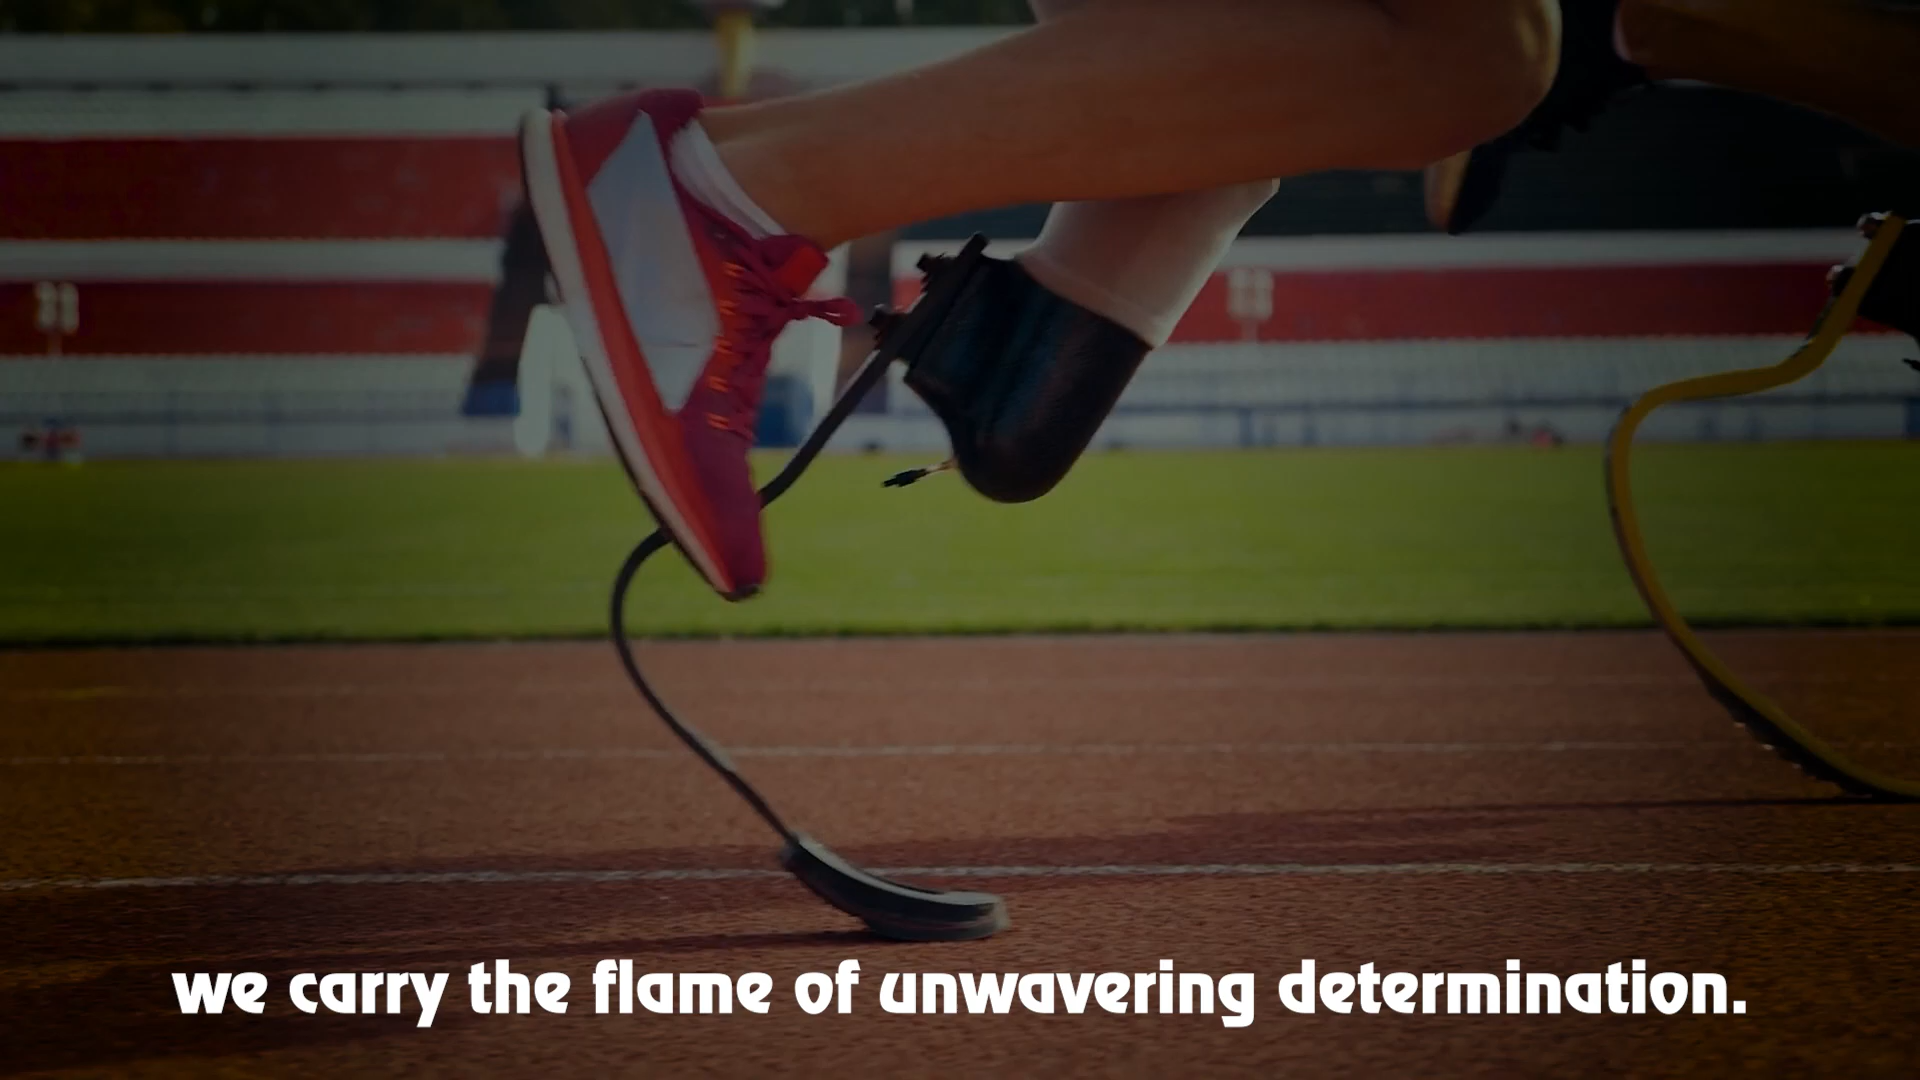 we carry the flame of unwavering determination.